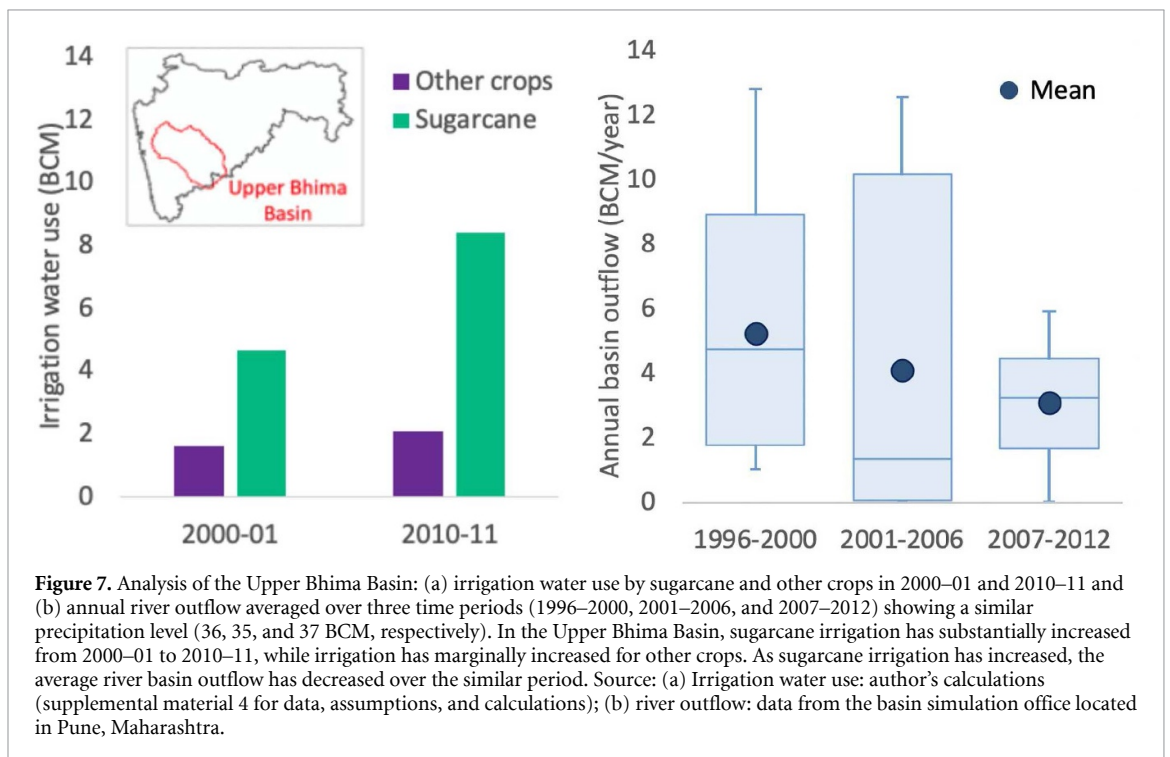 14
12
10
8
6
4
2
0
Irrigation water use (BCM)
Upper Bhima
Basin
Other crops
Sugarcane
2000-01
2010-11
14
12
10
8
6
4
2
0
Annual basin outflow (BCM/year)
Mean
1996-2000
2001-2006
2007-2012
Figure 7. Analysis of the Upper Bhima Basin: (a) irrigation water use by sugarcane and other crops in 2000–01 and 2010–11 and
(b) annual river outflow averaged over three time periods (1996–2000, 2001–2006, and 2007–2012) showing a similar
precipitation level (36, 35, and 37 BCM, respectively). In the Upper Bhima Basin, sugarcane irrigation has substantially increased
from 2000–01 to 2010–11, while irrigation has marginally increased for other crops. As sugarcane irrigation has increased, the
average river basin outflow has decreased over the similar period. Source: (a) Irrigation water use: author's calculations
(supplemental material 4 for data, assumptions, and calculations); (b) river outflow: data from the basin simulation office located
in Pune, Maharashtra.